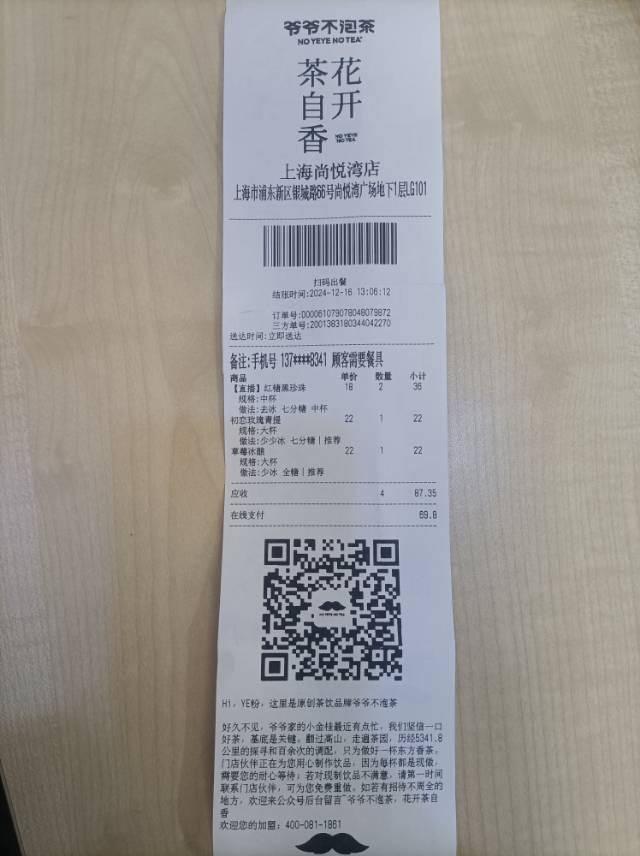 爷爷不泡茶
NO YEYE NO TEA
花开
茶自香
NO YEYE
NO TEA
上海尚悦湾店
上海市浦东新区银城路66号尚悦湾广场地下1层LG101
扫码出餐
结账时间:2024-12-16 13:06:12
订单号:D00061079078048079872
三方单号:2001383180344042270
送达时间:立即送达
备注:手机号 137****8341 顾客需要餐具
商品 单价 数量 小计
【直播】红糖黑珍珠 18 2 36
规格:中杯
做法:去冰 七分糖 中杯
初恋玫瑰青提 22 1 22
规格:大杯
做法:少少冰 七分糖|推荐
草莓冰酿 22 1 22
规格:大杯
做法:少冰 全糖|推荐
应收 4 87.35
在线支付 69.8
NO YEYE NO TEA
HI，YE粉，这里是原创茶饮品牌爷爷不泡茶
好久不见，爷爷家的小金桂最近有点忙，我们坚信一口
好茶，基底是关键。翻过高山，走遍茶园，历经5341.8
公里的探寻和百余次的调配，只为做好一杯东方香茶。
门店伙伴正在为您用心制作饮品，因为每杯都是现做，
需要您的耐心等待；若对现制饮品不满意，请第一时间
联系门店伙伴，可为您免费重做，如若有招待不周全的
地方，欢迎来公众号后台留言~爷爷不泡茶，花开茶自
香
欢迎您的加盟：400-081-1861